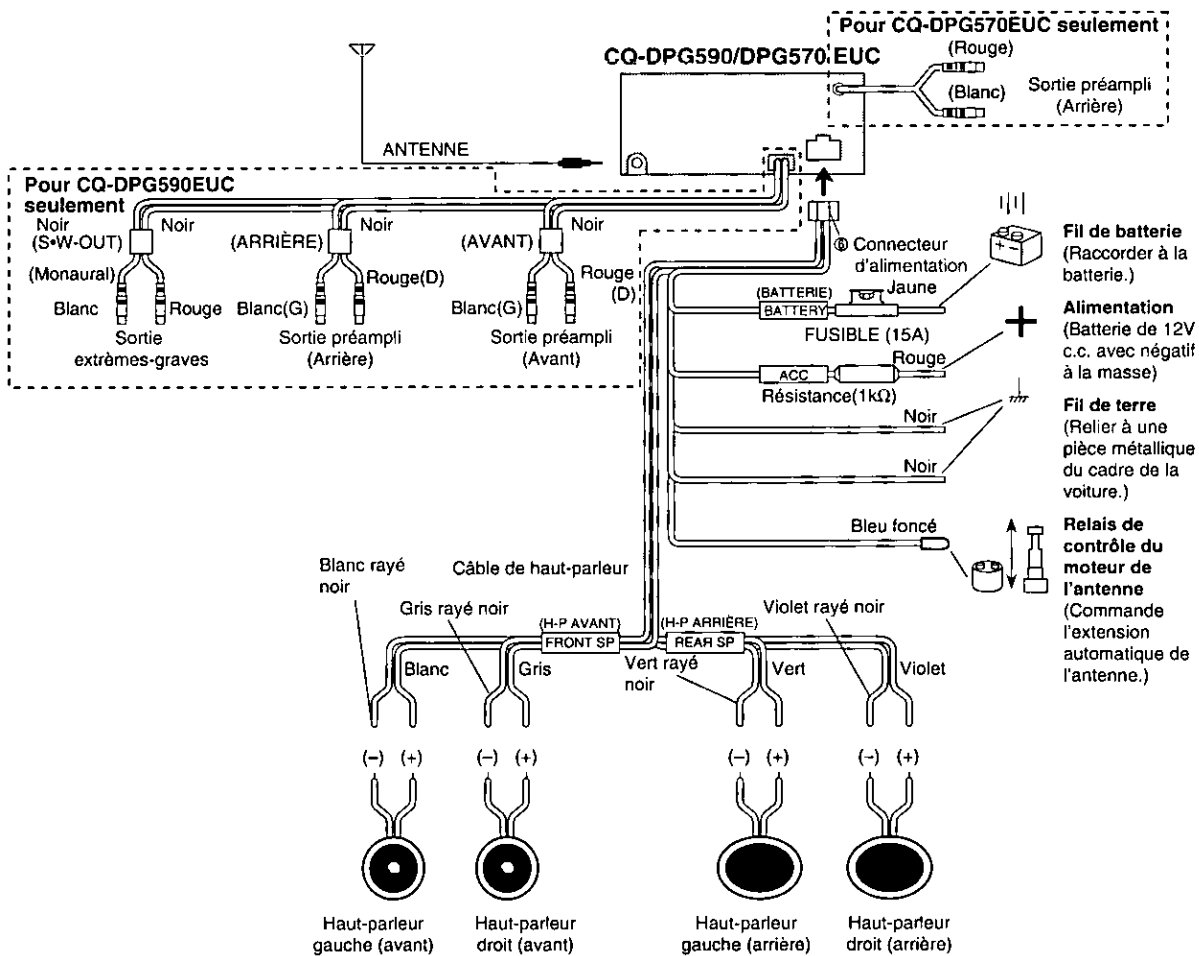 Pour CQ-DPG570EUC seulement
(Rouge)
(Blanc)
Sortie préampli
(Arrière)
CQ-DPG590/DPG570 EUC
ANTENNE
Pour CQ-DPG590EUC
seulement
Noir
(S•W-OUT)
Noir
(Monaural)
Blanc
Rouge
Sortie
extrèmes-graves
(ARRIÈRE)
Noir
Rouge(D)
Blanc(G)
Sortie préampli
(Arrière)
(AVANT)
Noir
Rouge
(D)
Blanc(G)
Sortie préampli
(Avant)
⑥ Connecteur
d'alimentation
Jaune
(BATTERIE)
BATTERY
FUSIBLE (15A)
Rouge
ACC
Résistance(1kΩ)
Noir
Noir
Bleu foncé
Fil de batterie
(Raccorder à la
batterie.)
Alimentation
(Batterie de 12V
c.c. avec négatif
à la masse)
Fil de terre
(Relier à une
pièce métallique
du cadre de la
voiture.)
Relais de
contrôle du
moteur de
l'antenne
(Commande
l'extension
automatique de
l'antenne.)
Blanc rayé
noir
Câble de haut-parleur
Gris rayé noir
(H-P AVANT)
FRONT SP
(H-P ARRIÈRE)
REAR SP
Violet rayé noir
Blanc
Gris
Vert rayé
noir
Vert
Violet
(−) (+)
(−) (+)
(−) (+)
(−) (+)
Haut-parleur
gauche (avant)
Haut-parleur
droit (avant)
Haut-parleur
gauche (arrière)
Haut-parleur
droit (arrière)